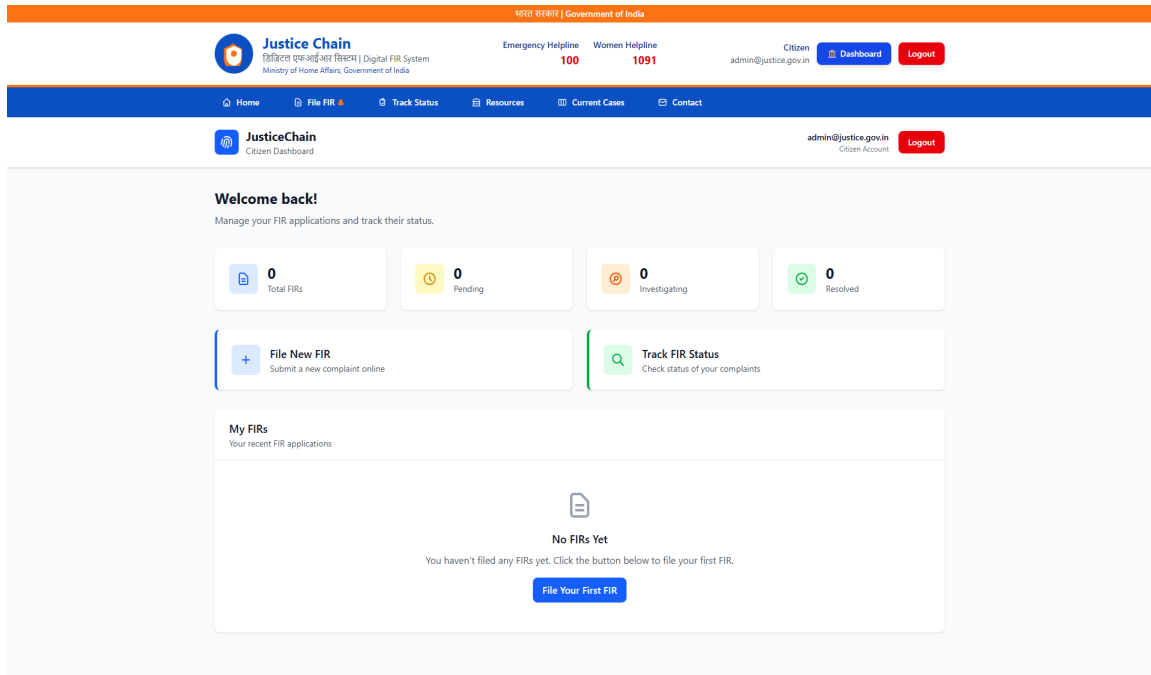 भारत सरकार | Government of India
Justice Chain
डिजिटल एफआईआर सिस्टम | Digital FIR System
Ministry of Home Affairs, Government of India
Emergency Helpline
100
Women Helpline
1091
Citizen
admin@justice.gov.in
Dashboard
Logout
Home
File FIR
Track Status
Resources
Current Cases
Contact
JusticeChain
Citizen Dashboard
admin@justice.gov.in
Citizen Account
Logout
Welcome back!
Manage your FIR applications and track their status.
0
Total FIRs
0
Pending
0
Investigating
0
Resolved
File New FIR
Submit a new complaint online
Track FIR Status
Check status of your complaints
My FIRs
Your recent FIR applications
No FIRs Yet
You haven't filed any FIRs yet. Click the button below to file your first FIR.
File Your First FIR